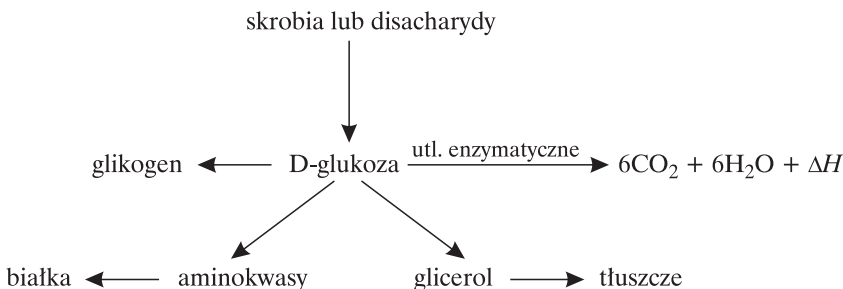 skrobia lub disacharydy
glikogen D-glukoza utl. enzymatyczne 6CO₂ + 6H₂O + ΔH
białka aminokwasy glicerol tłuszcze